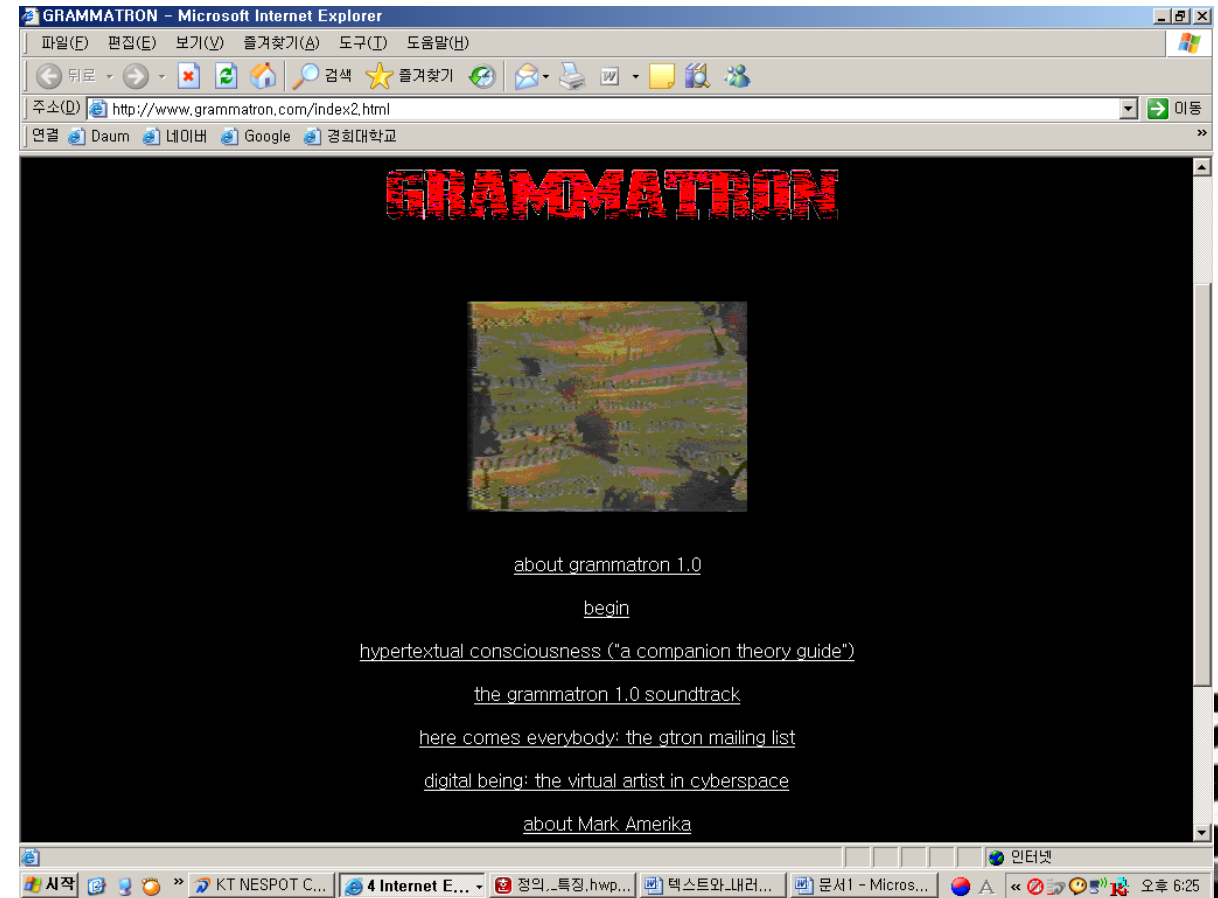 GRAMMATRON - Microsoft Internet Explorer
파일(F) 편집(E) 보기(V) 즐겨찾기(A) 도구(T) 도움말(H)
뒤로 검색 즐겨찾기
주소(D) http://www.grammatron.com/index2.html 이동
연결 Daum 네이버 Google 경희대학교 »
GRAMMATRON
about grammatron 1.0
begin
hypertextual consciousness ("a companion theory guide")
the grammatron 1.0 soundtrack
here comes everybody: the gtron mailing list
digital being: the virtual artist in cyberspace
about Mark Amerika
인터넷
시작 » KT NESPOT C... 4 Internet E... 정의,_특징.hwp... 텍스트와_내러... 문서1 - Micros... A « 오후 6:25